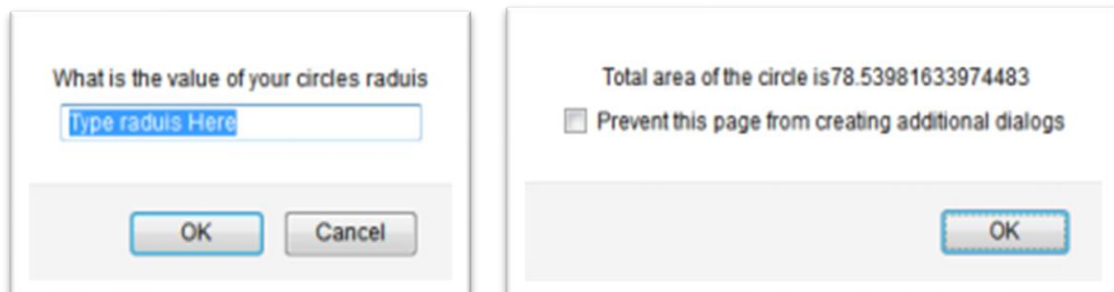 What is the value of your circles raduis
Type raduis Here
OK Cancel
Total area of the circle is78.53981633974483
Prevent this page from creating additional dialogs
OK